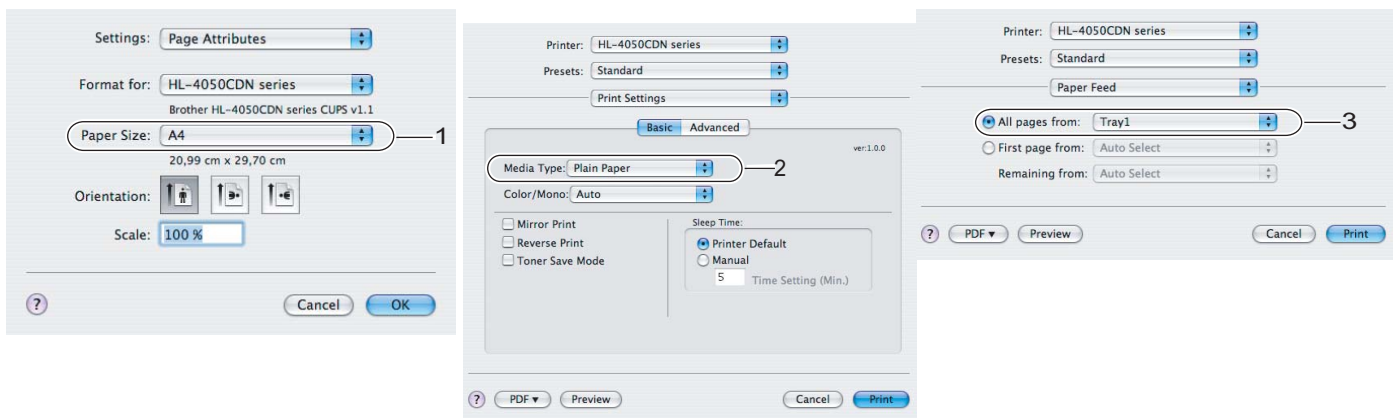 Settings: Page Attributes
Format for: HL-4050CDN series
Brother HL-4050CDN series CUPS v1.1
Paper Size: A4 1
20,99 cm x 29,70 cm
Orientation:
Scale: 100 %
? Cancel OK
Printer: HL-4050CDN series
Presets: Standard
Print Settings
Basic Advanced
ver:1.0.0
Media Type: Plain Paper 2
Color/Mono: Auto
Mirror Print
Reverse Print
Toner Save Mode
Sleep Time:
Printer Default
Manual
5 Time Setting (Min.)
? PDF ▼ Preview Cancel Print
Printer: HL-4050CDN series
Presets: Standard
Paper Feed
All pages from: Tray1 3
First page from: Auto Select
Remaining from: Auto Select
? PDF ▼ Preview Cancel Print